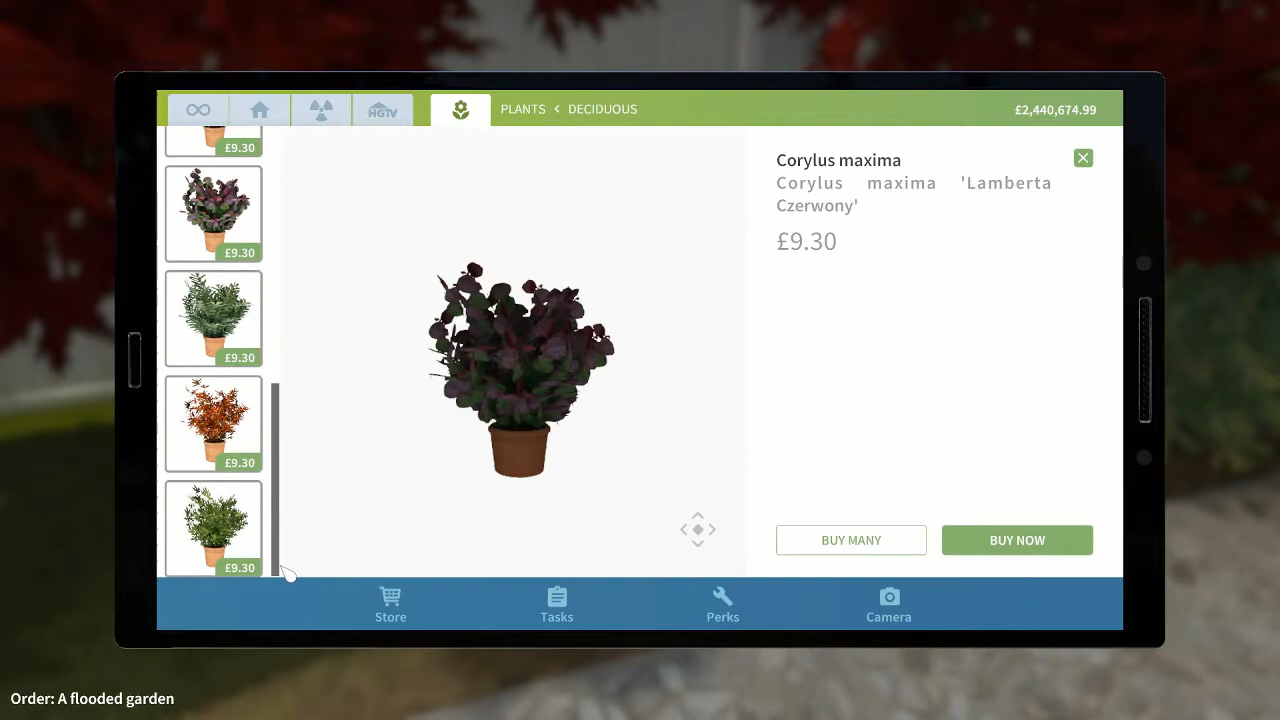 HGTV
PLANTS < DECIDUOUS
£2,440,674.99
£9.30
£9.30
£9.30
£9.30
£9.30
Corylus maxima
Corylus maxima 'Lamberta
Czerwony'
£9.30
BUY MANY
BUY NOW
Store
Tasks
Perks
Camera
Order: A flooded garden